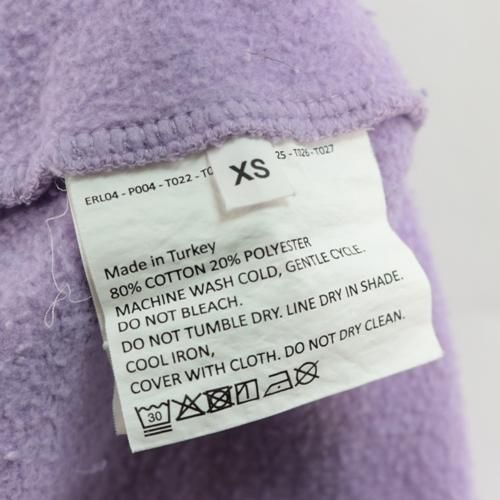 ERL04 - P004 - T022 - T0
25 - T026 - T027
XS
Made in Turkey
80% COTTON 20% POLYESTER
MACHINE WASH COLD, GENTLE CYCLE.
DO NOT BLEACH.
DO NOT TUMBLE DRY. LINE DRY IN SHADE.
COOL IRON,
COVER WITH CLOTH. DO NOT DRY CLEAN.
30